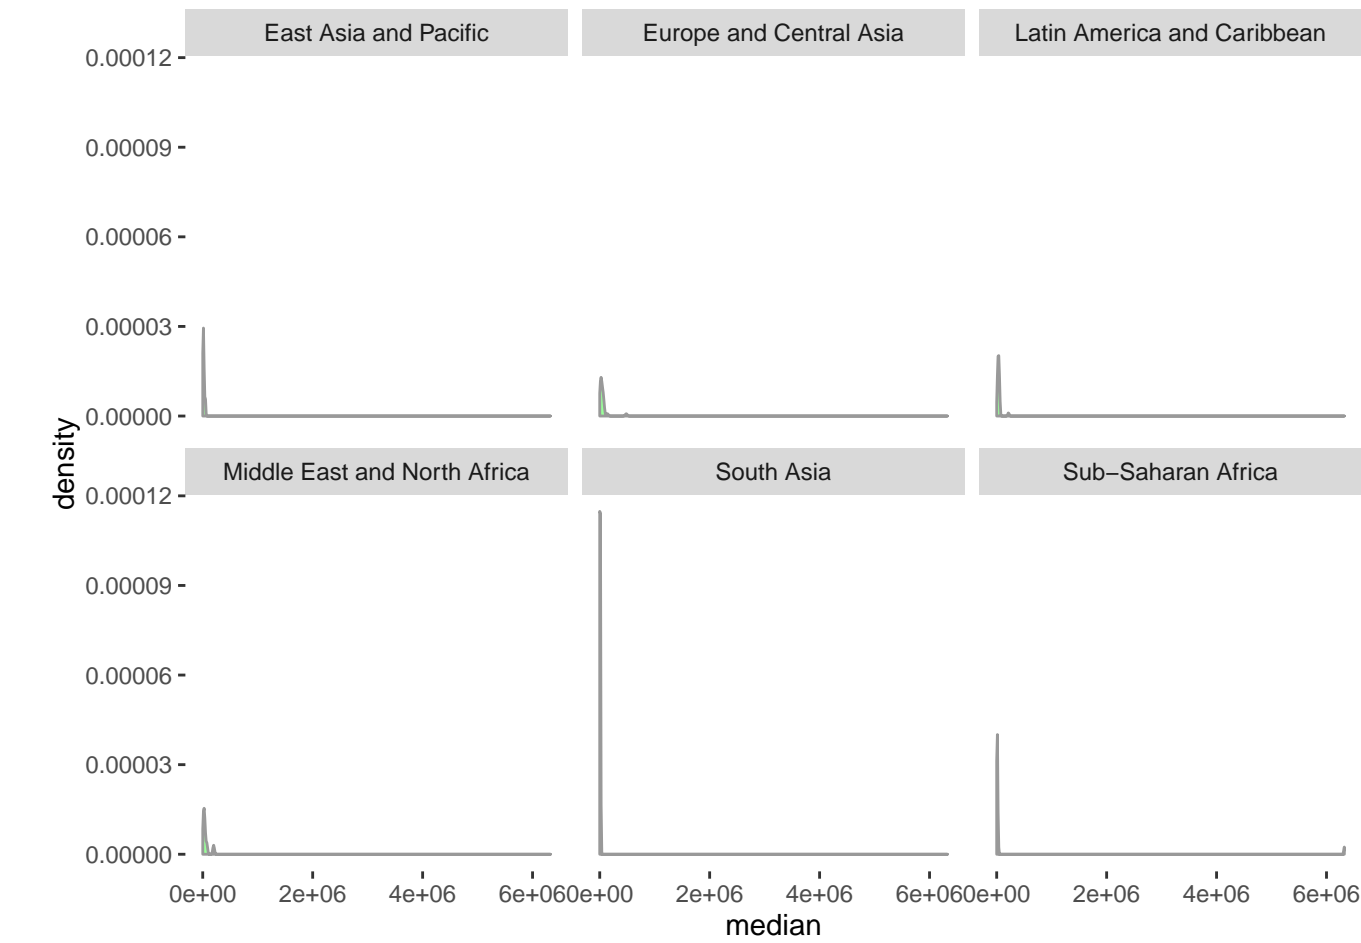 East Asia and Pacific Europe and Central Asia Latin America and Caribbean
0.00012
0.00009
0.00006
0.00003
0.00000
density
Middle East and North Africa South Asia Sub−Saharan Africa
0.00012
0.00009
0.00006
0.00003
0.00000
0e+00 2e+06 4e+06 6e+06 0e+00 2e+06 4e+06 6e+06 0e+00 2e+06 4e+06 6e+06
median